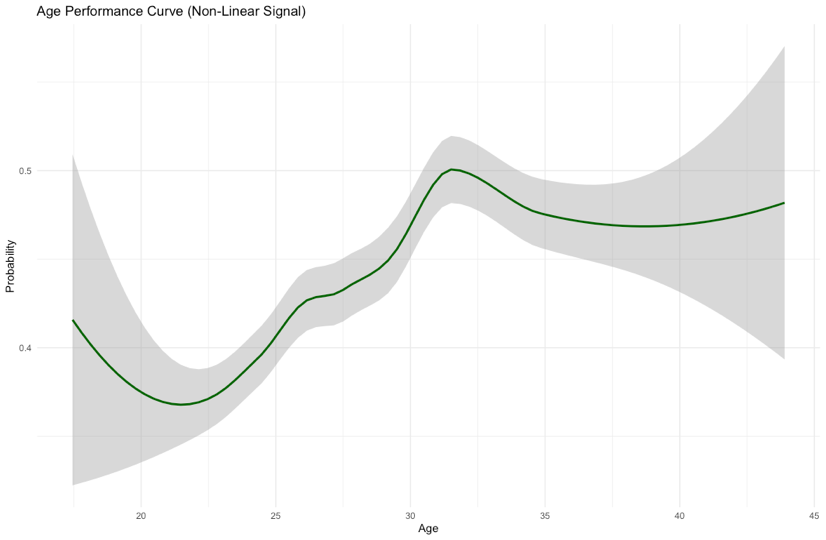 Age Performance Curve (Non-Linear Signal)
Probability
0.5
0.4
20 25 30 35 40 45
Age